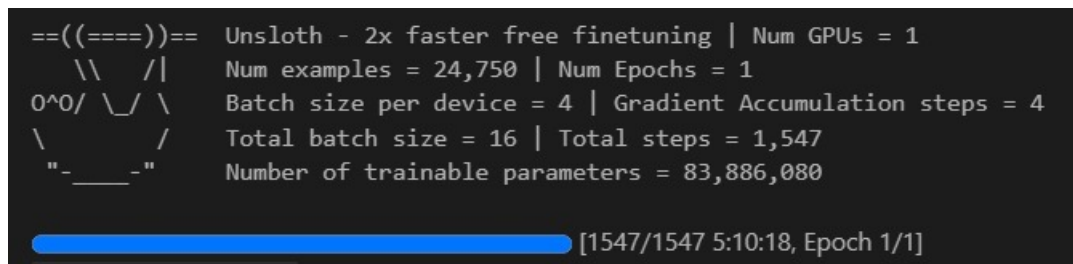 ==((====))==  Unsloth - 2x faster free finetuning | Num GPUs = 1
   \\   /|    Num examples = 24,750 | Num Epochs = 1
O^O/ \_/ \    Batch size per device = 4 | Gradient Accumulation steps = 4
\        /    Total batch size = 16 | Total steps = 1,547
 "-____-"     Number of trainable parameters = 83,886,080
[1547/1547 5:10:18, Epoch 1/1]